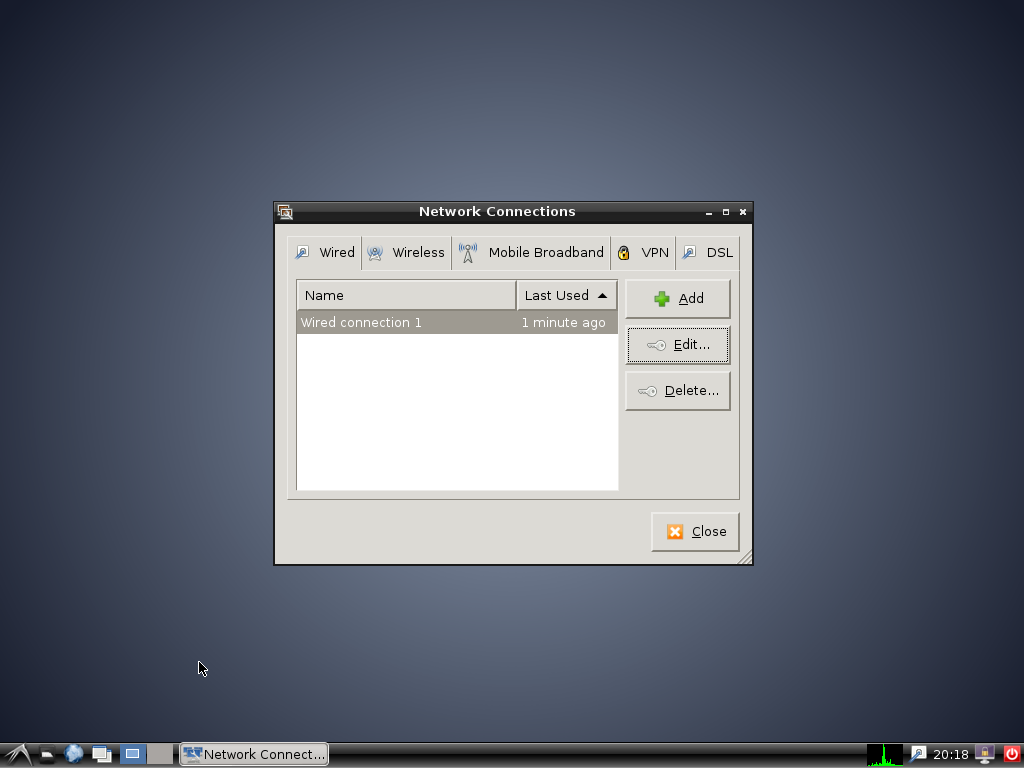 Network Connections
Wired Wireless Mobile Broadband VPN DSL
Name Last Used
Wired connection 1 1 minute ago
Add
Edit...
Delete...
Close
Network Connect... 20:18